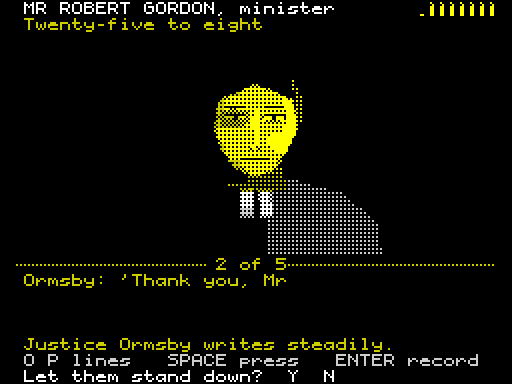 MR ROBERT GORDON, minister
Twenty-five to eight
2 of 5
Ormsby: 'Thank you, Mr
Justice Ormsby writes steadily.
O P lines   SPACE press   ENTER record
Let them stand down?  Y  N